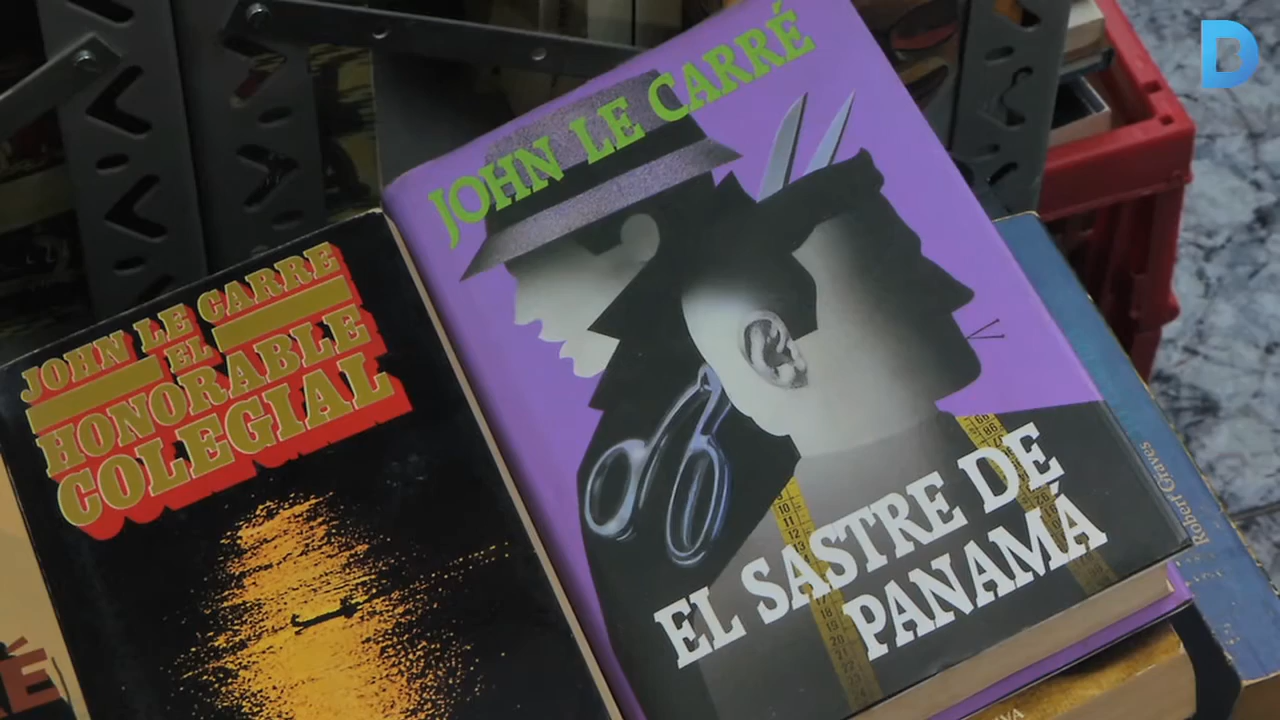 JOHN LE CARRE
EL
HONORABLE
COLEGIAL
JOHN LE CARRÉ
EL SASTRE DE
PANAMÁ
Robert Graves
D